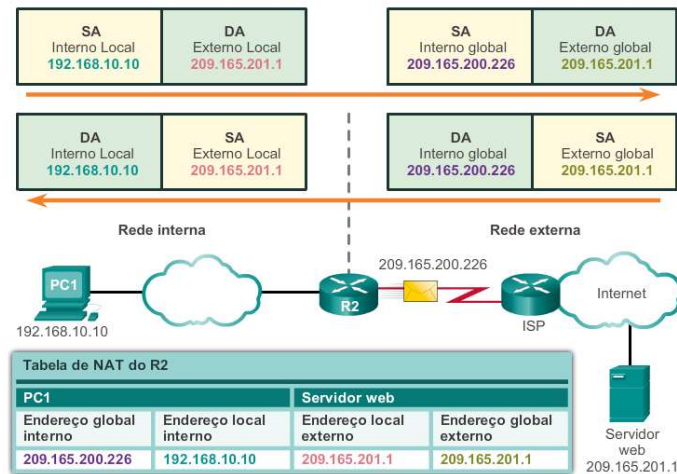 SA
Interno Local
192.168.10.10
DA
Externo Local
209.165.201.1
SA
Interno global
209.165.200.226
DA
Externo global
209.165.201.1
DA
Interno Local
192.168.10.10
SA
Externo Local
209.165.201.1
DA
Interno global
209.165.200.226
SA
Externo global
209.165.201.1
Rede interna
Rede externa
209.165.200.226
PC1
R2
ISP
Internet
192.168.10.10
Servidor
web
209.165.201.1
Tabela de NAT do R2
PC1
Servidor web
Endereço global
interno
Endereço local
interno
Endereço local
externo
Endereço global
externo
209.165.200.226
192.168.10.10
209.165.201.1
209.165.201.1